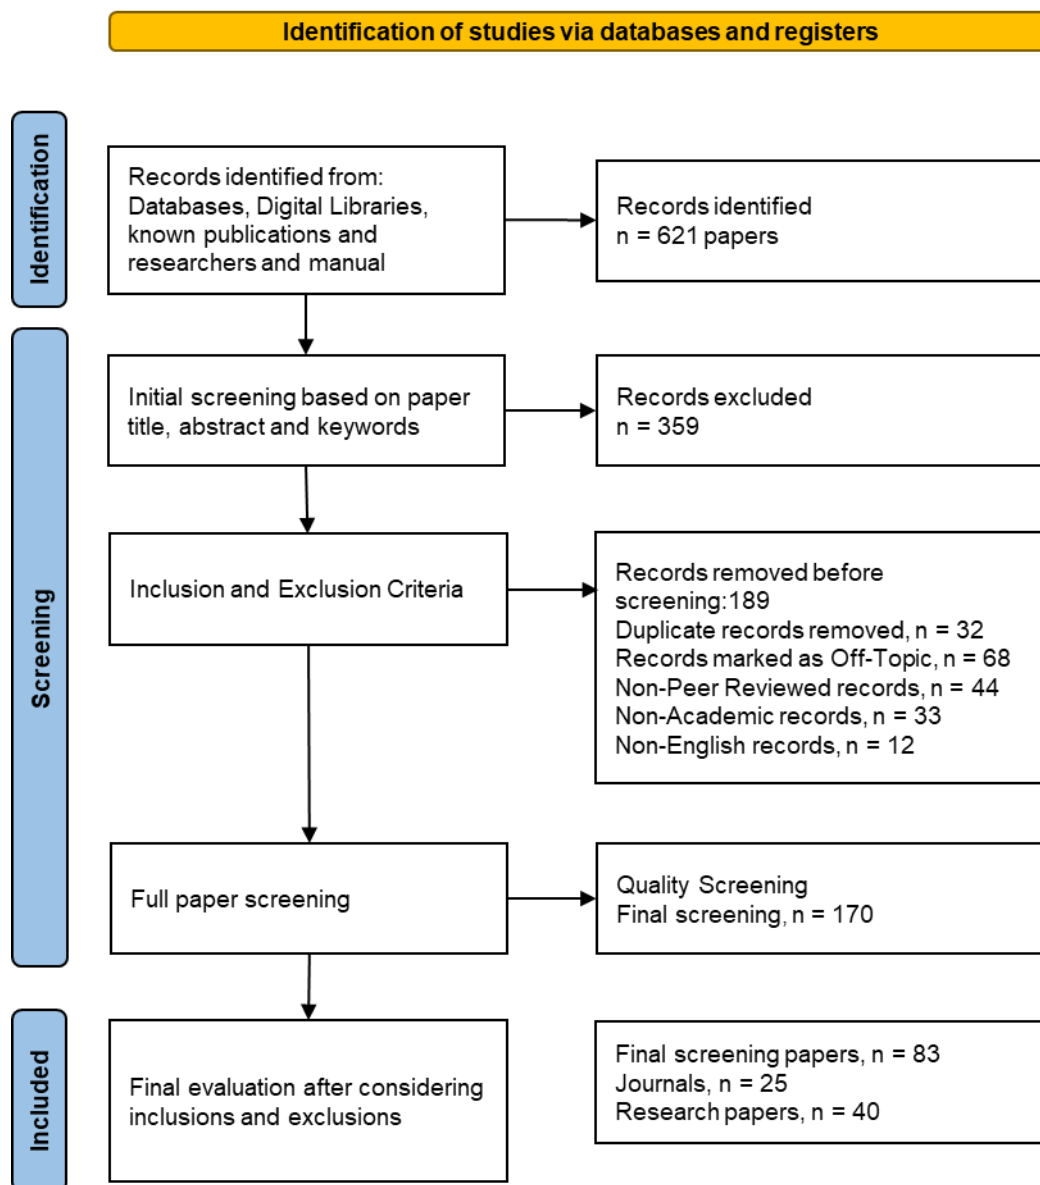 Identification of studies via databases and registers
Identification
Records identified from:
Databases, Digital Libraries,
known publications and
researchers and manual
Records identified
n = 621 papers
Screening
Initial screening based on paper
title, abstract and keywords
Records excluded
n = 359
Inclusion and Exclusion Criteria
Records removed before
screening:189
Duplicate records removed, n = 32
Records marked as Off-Topic, n = 68
Non-Peer Reviewed records, n = 44
Non-Academic records, n = 33
Non-English records, n = 12
Full paper screening
Quality Screening
Final screening, n = 170
Included
Final evaluation after considering
inclusions and exclusions
Final screening papers, n = 83
Journals, n = 25
Research papers, n = 40